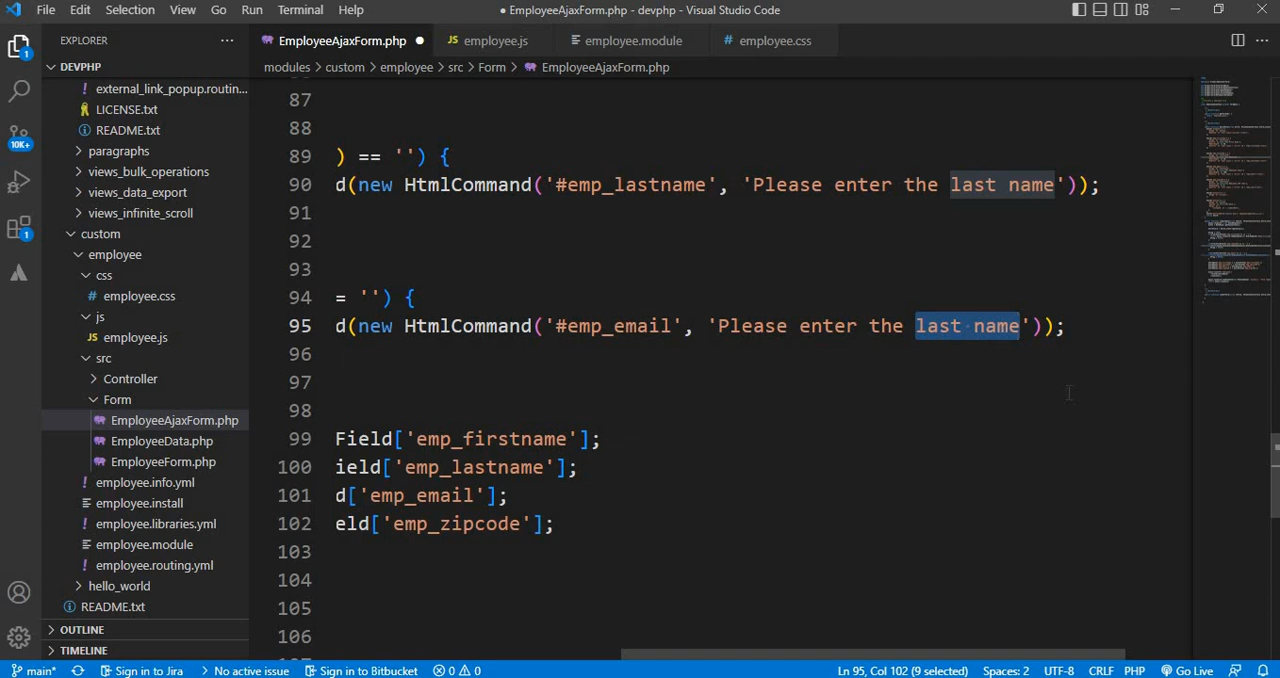 File Edit Selection View Go Run Terminal Help
● EmployeeAjaxForm.php - devphp - Visual Studio Code
EXPLORER
EmployeeAjaxForm.php
employee.js
employee.module
employee.css
DEVPHP
modules > custom > employee > src > Form > EmployeeAjaxForm.php
external_link_popup.routin...
LICENSE.txt
README.txt
paragraphs
views_bulk_operations
views_data_export
views_infinite_scroll
custom
employee
css
employee.css
js
employee.js
src
Controller
Form
EmployeeAjaxForm.php
EmployeeData.php
EmployeeForm.php
employee.info.yml
employee.install
employee.libraries.yml
employee.module
employee.routing.yml
hello_world
README.txt
OUTLINE
TIMELINE
10K+
1
1
87
88
89 ) == '') {
90 d(new HtmlCommand('#emp_lastname', 'Please enter the last name'));
91
92
93
94 = '') {
95 d(new HtmlCommand('#emp_email', 'Please enter the last name'));
96
97
98
99 Field['emp_firstname'];
100 ield['emp_lastname'];
101 d['emp_email'];
102 eld['emp_zipcode'];
103
104
105
106
main* Sign in to Jira No active issue Sign in to Bitbucket 0 0 Ln 95, Col 102 (9 selected) Spaces: 2 UTF-8 CRLF PHP Go Live